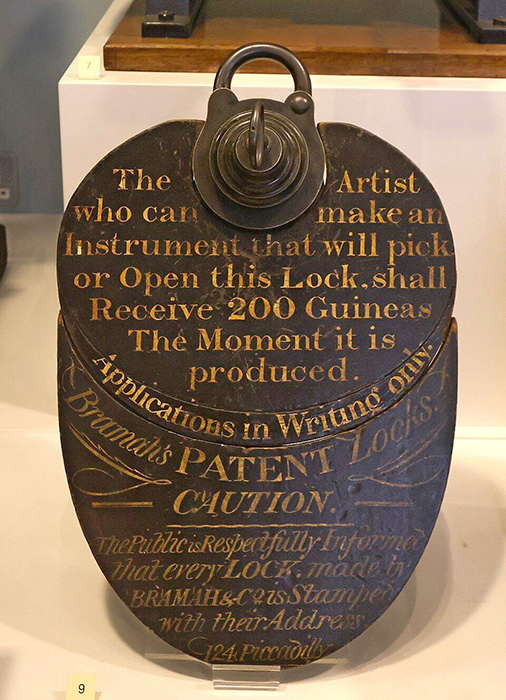 7
The Artist
who can make an
Instrument that will pick
or Open this Lock, shall
Receive 200 Guineas
The Moment it is
produced.
Applications in Writing only.
Bramah's PATENT Locks.
CAUTION.
The Public is Respectfully Informed
that every LOCK, made by
BRAMAH & Co. is Stamped
with their Address
124, Piccadilly
9